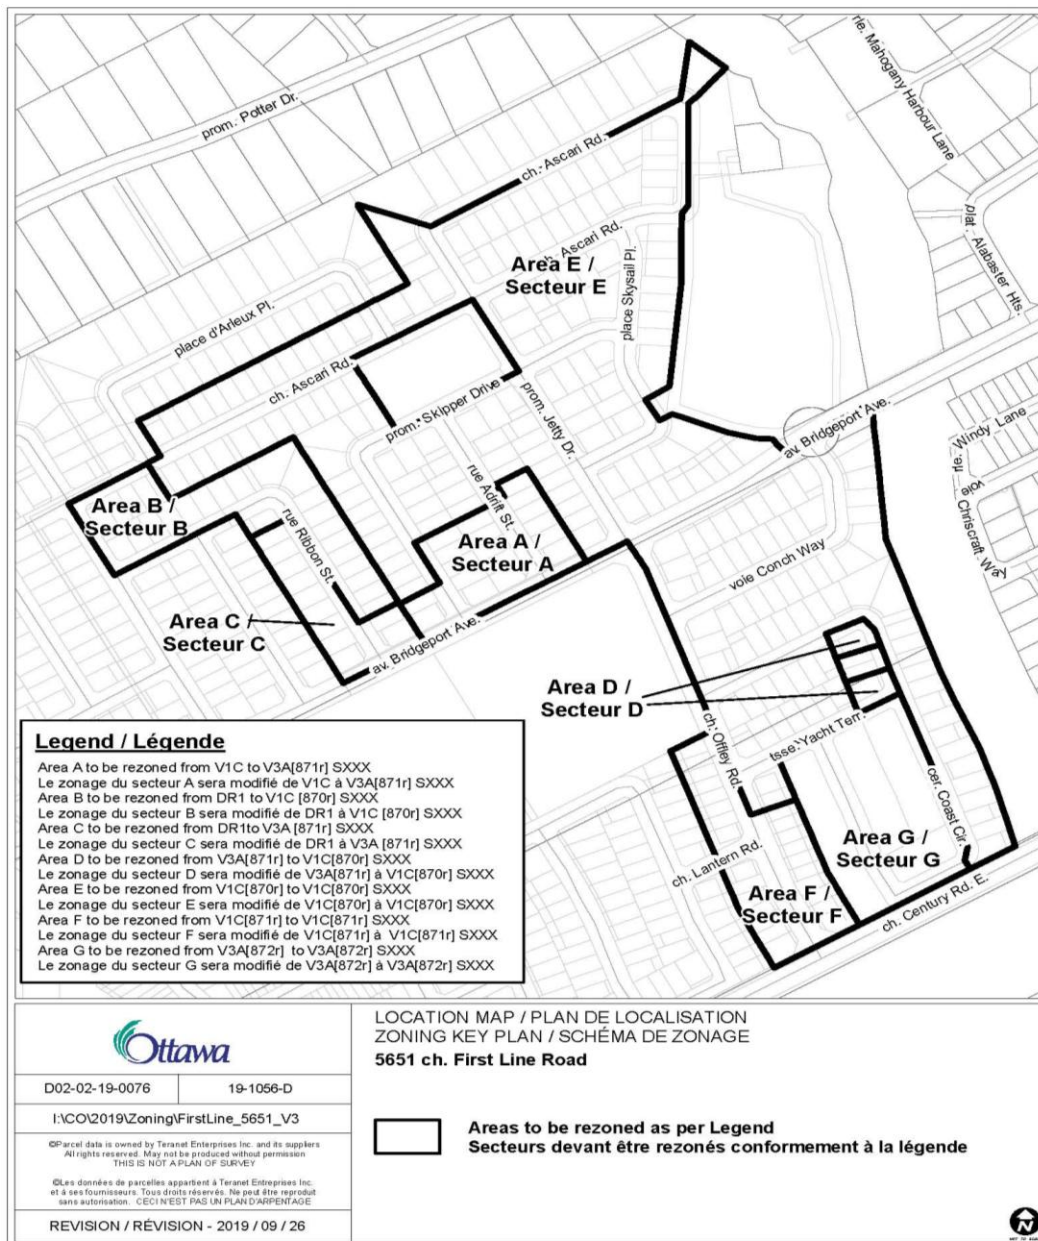 prom. Potter Dr.
rle. Mahogany Harbour Lane
plat. Alabaster Hts.
ch. Ascari Rd.
ch. Ascari Rd.
Area E /
Secteur E
place Skysail Pl.
place d'Arleux Pl.
ch. Ascari Rd.
prom. Skipper Drive
prom. Jetty Dr.
av. Bridgeport Ave.
Windy Lane
voie Chriscraft Way
Area B /
Secteur B
rue Ribbon St.
rue Adrift St.
Area A /
Secteur A
voie Conch Way
Area C /
Secteur C
av. Bridgeport Ave.
Area D /
Secteur D
ch. Offley Rd.
tsse. Yacht Terr.
cer. Coast Cir.
Area G /
Secteur G
ch. Lantern Rd.
Area F /
Secteur F
ch. Century Rd. E.
Legend / Légende
Area A to be rezoned from V1C to V3A[871r] SXXX
Le zonage du secteur A sera modifié de V1C à V3A[871r] SXXX
Area B to be rezoned from DR1 to V1C [870r] SXXX
Le zonage du secteur B sera modifié de DR1 à V1C [870r] SXXX
Area C to be rezoned from DR1to V3A [871r] SXXX
Le zonage du secteur C sera modifié de DR1 à V3A [871r] SXXX
Area D to be rezoned from V3A[871r] to V1C[870r] SXXX
Le zonage du secteur D sera modifié de V3A[871r] à V1C[870r] SXXX
Area E to be rezoned from V1C[870r] to V1C[870r] SXXX
Le zonage du secteur E sera modifié de V1C[870r] à V1C[870r] SXXX
Area F to be rezoned from V1C[871r] to V1C[871r] SXXX
Le zonage du secteur F sera modifié de V1C[871r] à V1C[871r] SXXX
Area G to be rezoned from V3A[872r] to V3A[872r] SXXX
Le zonage du secteur G sera modifié de V3A[872r] à V3A[872r] SXXX
Ottawa
D02-02-19-0076
19-1056-D
I:\CO\2019\Zoning\FirstLine_5651_V3
©Parcel data is owned by Teranet Enterprises Inc. and its suppliers
All rights reserved. May not be produced without permission
THIS IS NOT A PLAN OF SURVEY
©Les données de parcelles appartient à Teranet Entreprises Inc.
et à ses fournisseurs. Tous droits réservés. Ne peut être reproduit
sans autorisation. CECI N'EST PAS UN PLAN D'ARPENTAGE
REVISION / RÉVISION - 2019 / 09 / 26
LOCATION MAP / PLAN DE LOCALISATION
ZONING KEY PLAN / SCHÉMA DE ZONAGE
5651 ch. First Line Road
Areas to be rezoned as per Legend
Secteurs devant être rezonés conformement à la légende
N